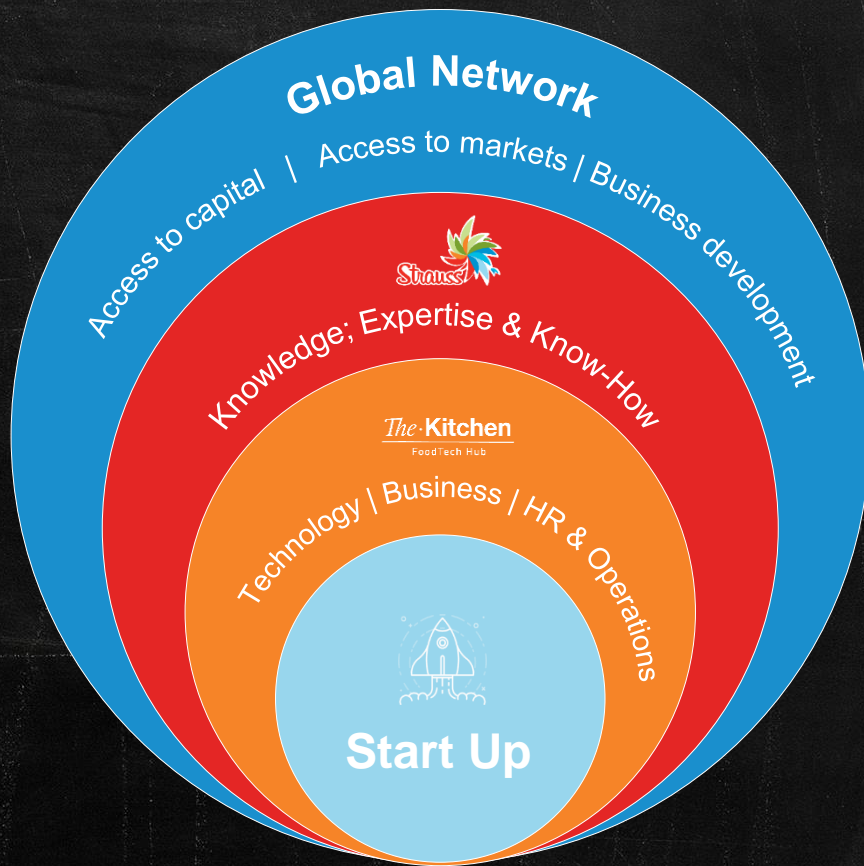 Global Network
Access to capital | Access to markets | Business development
Strauss
Knowledge; Expertise & Know-How
The·Kitchen
FoodTech Hub
Technology | Business | HR & Operations
Start Up